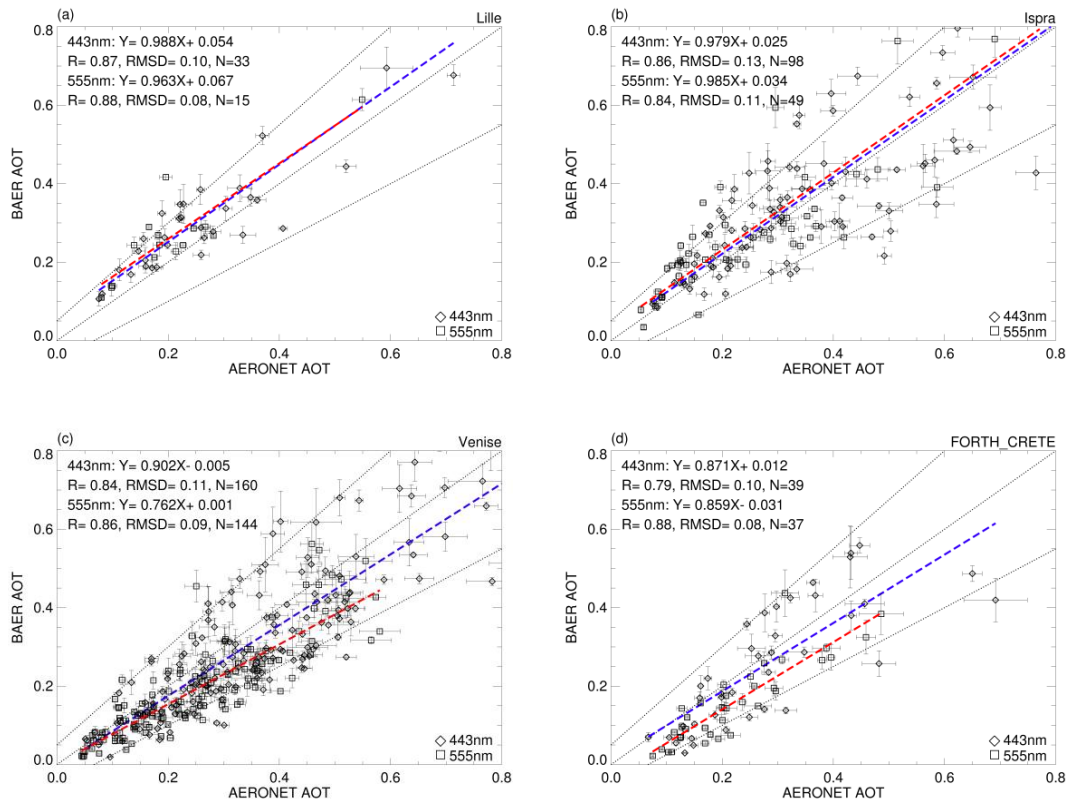 (a) Lille
443nm: Y= 0.988X+ 0.054
R= 0.87, RMSD= 0.10, N=33
555nm: Y= 0.963X+ 0.067
R= 0.88, RMSD= 0.08, N=15
0.8
0.6
0.4
0.2
0.0
BAER AOT
443nm
555nm
0.0 0.2 0.4 0.6 0.8
AERONET AOT
(b) Ispra
443nm: Y= 0.979X+ 0.025
R= 0.86, RMSD= 0.13, N=98
555nm: Y= 0.985X+ 0.034
R= 0.84, RMSD= 0.11, N=49
0.8
0.6
0.4
0.2
0.0
BAER AOT
443nm
555nm
0.0 0.2 0.4 0.6 0.8
AERONET AOT
(c) Venise
443nm: Y= 0.902X- 0.005
R= 0.84, RMSD= 0.11, N=160
555nm: Y= 0.762X+ 0.001
R= 0.86, RMSD= 0.09, N=144
0.8
0.6
0.4
0.2
0.0
BAER AOT
443nm
555nm
0.0 0.2 0.4 0.6 0.8
AERONET AOT
(d) FORTH_CRETE
443nm: Y= 0.871X+ 0.012
R= 0.79, RMSD= 0.10, N=39
555nm: Y= 0.859X- 0.031
R= 0.88, RMSD= 0.08, N=37
0.8
0.6
0.4
0.2
0.0
BAER AOT
443nm
555nm
0.0 0.2 0.4 0.6 0.8
AERONET AOT